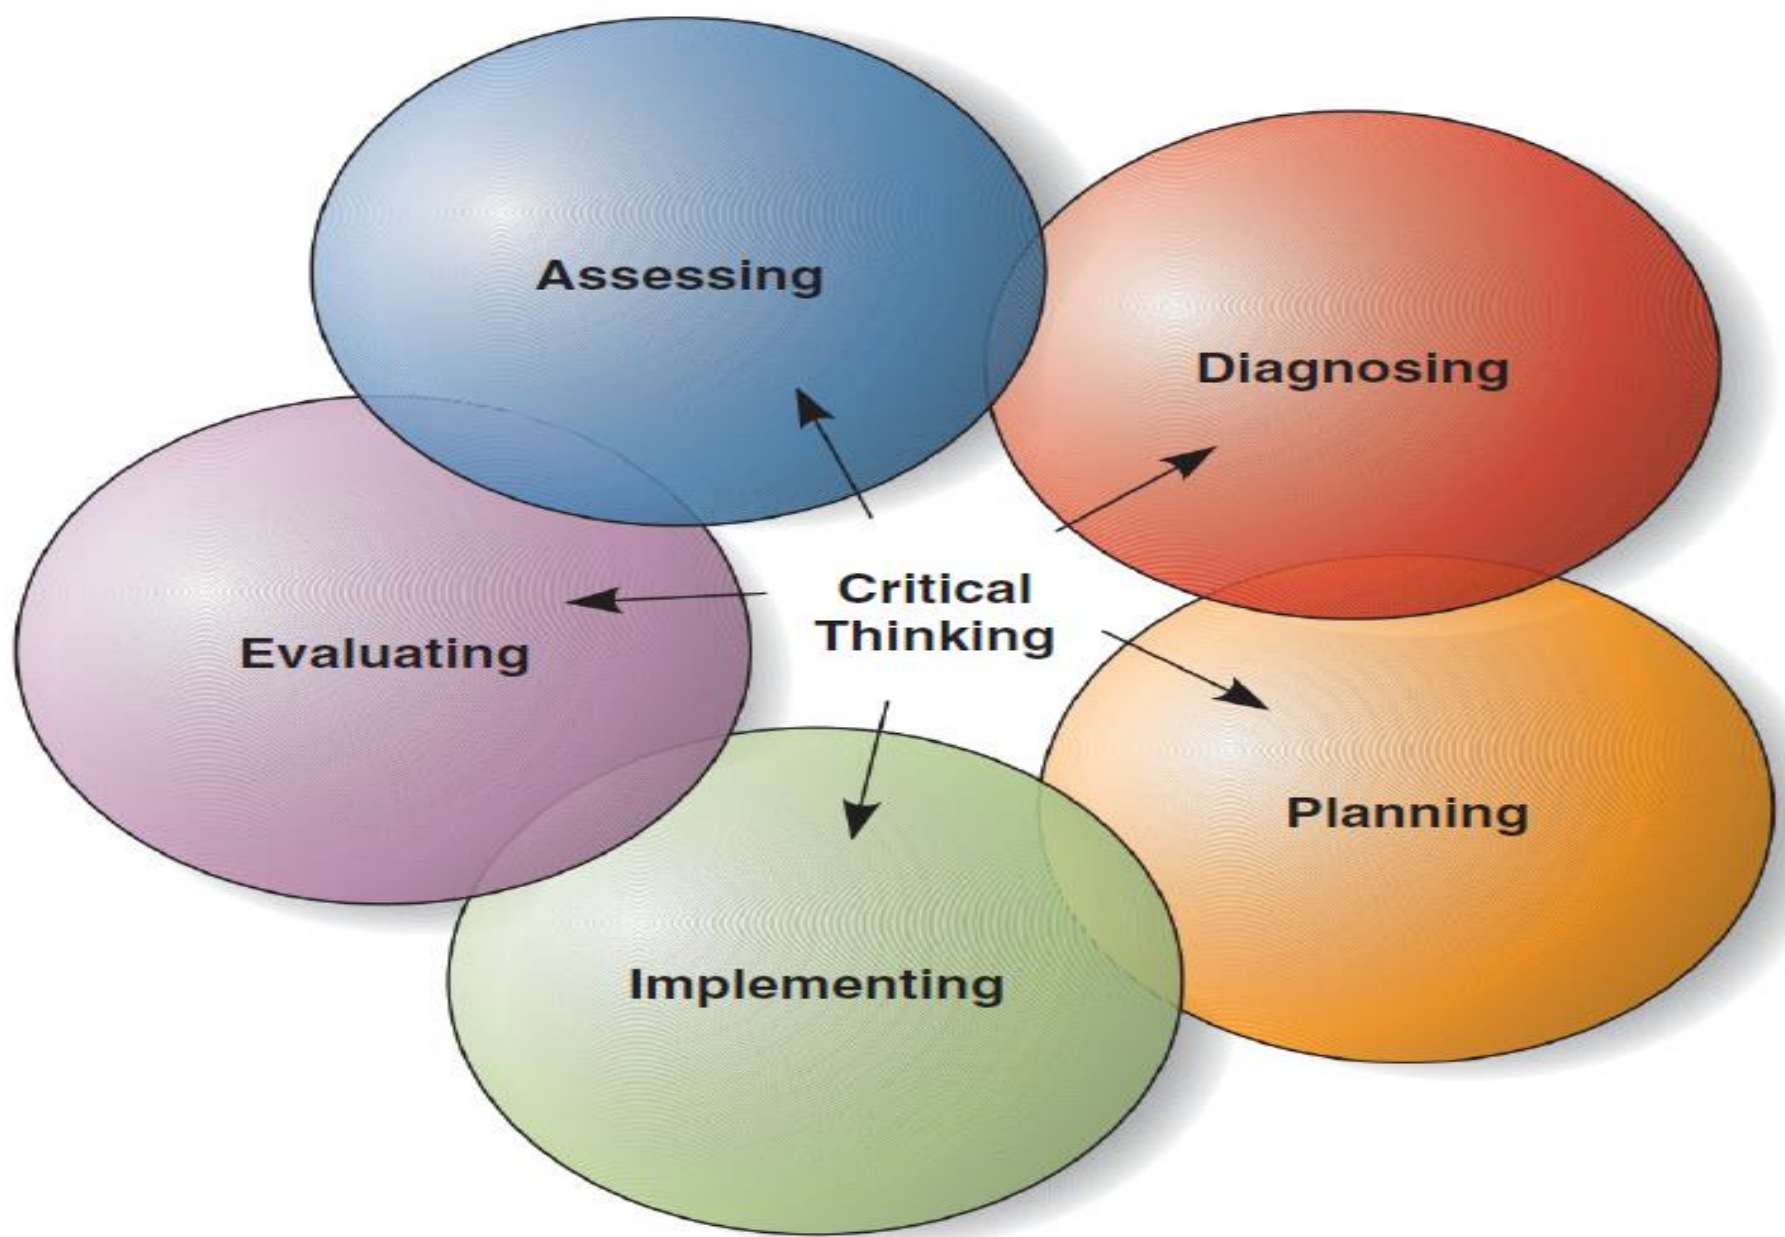 Assessing
Diagnosing
Critical
Thinking
Evaluating
Planning
Implementing